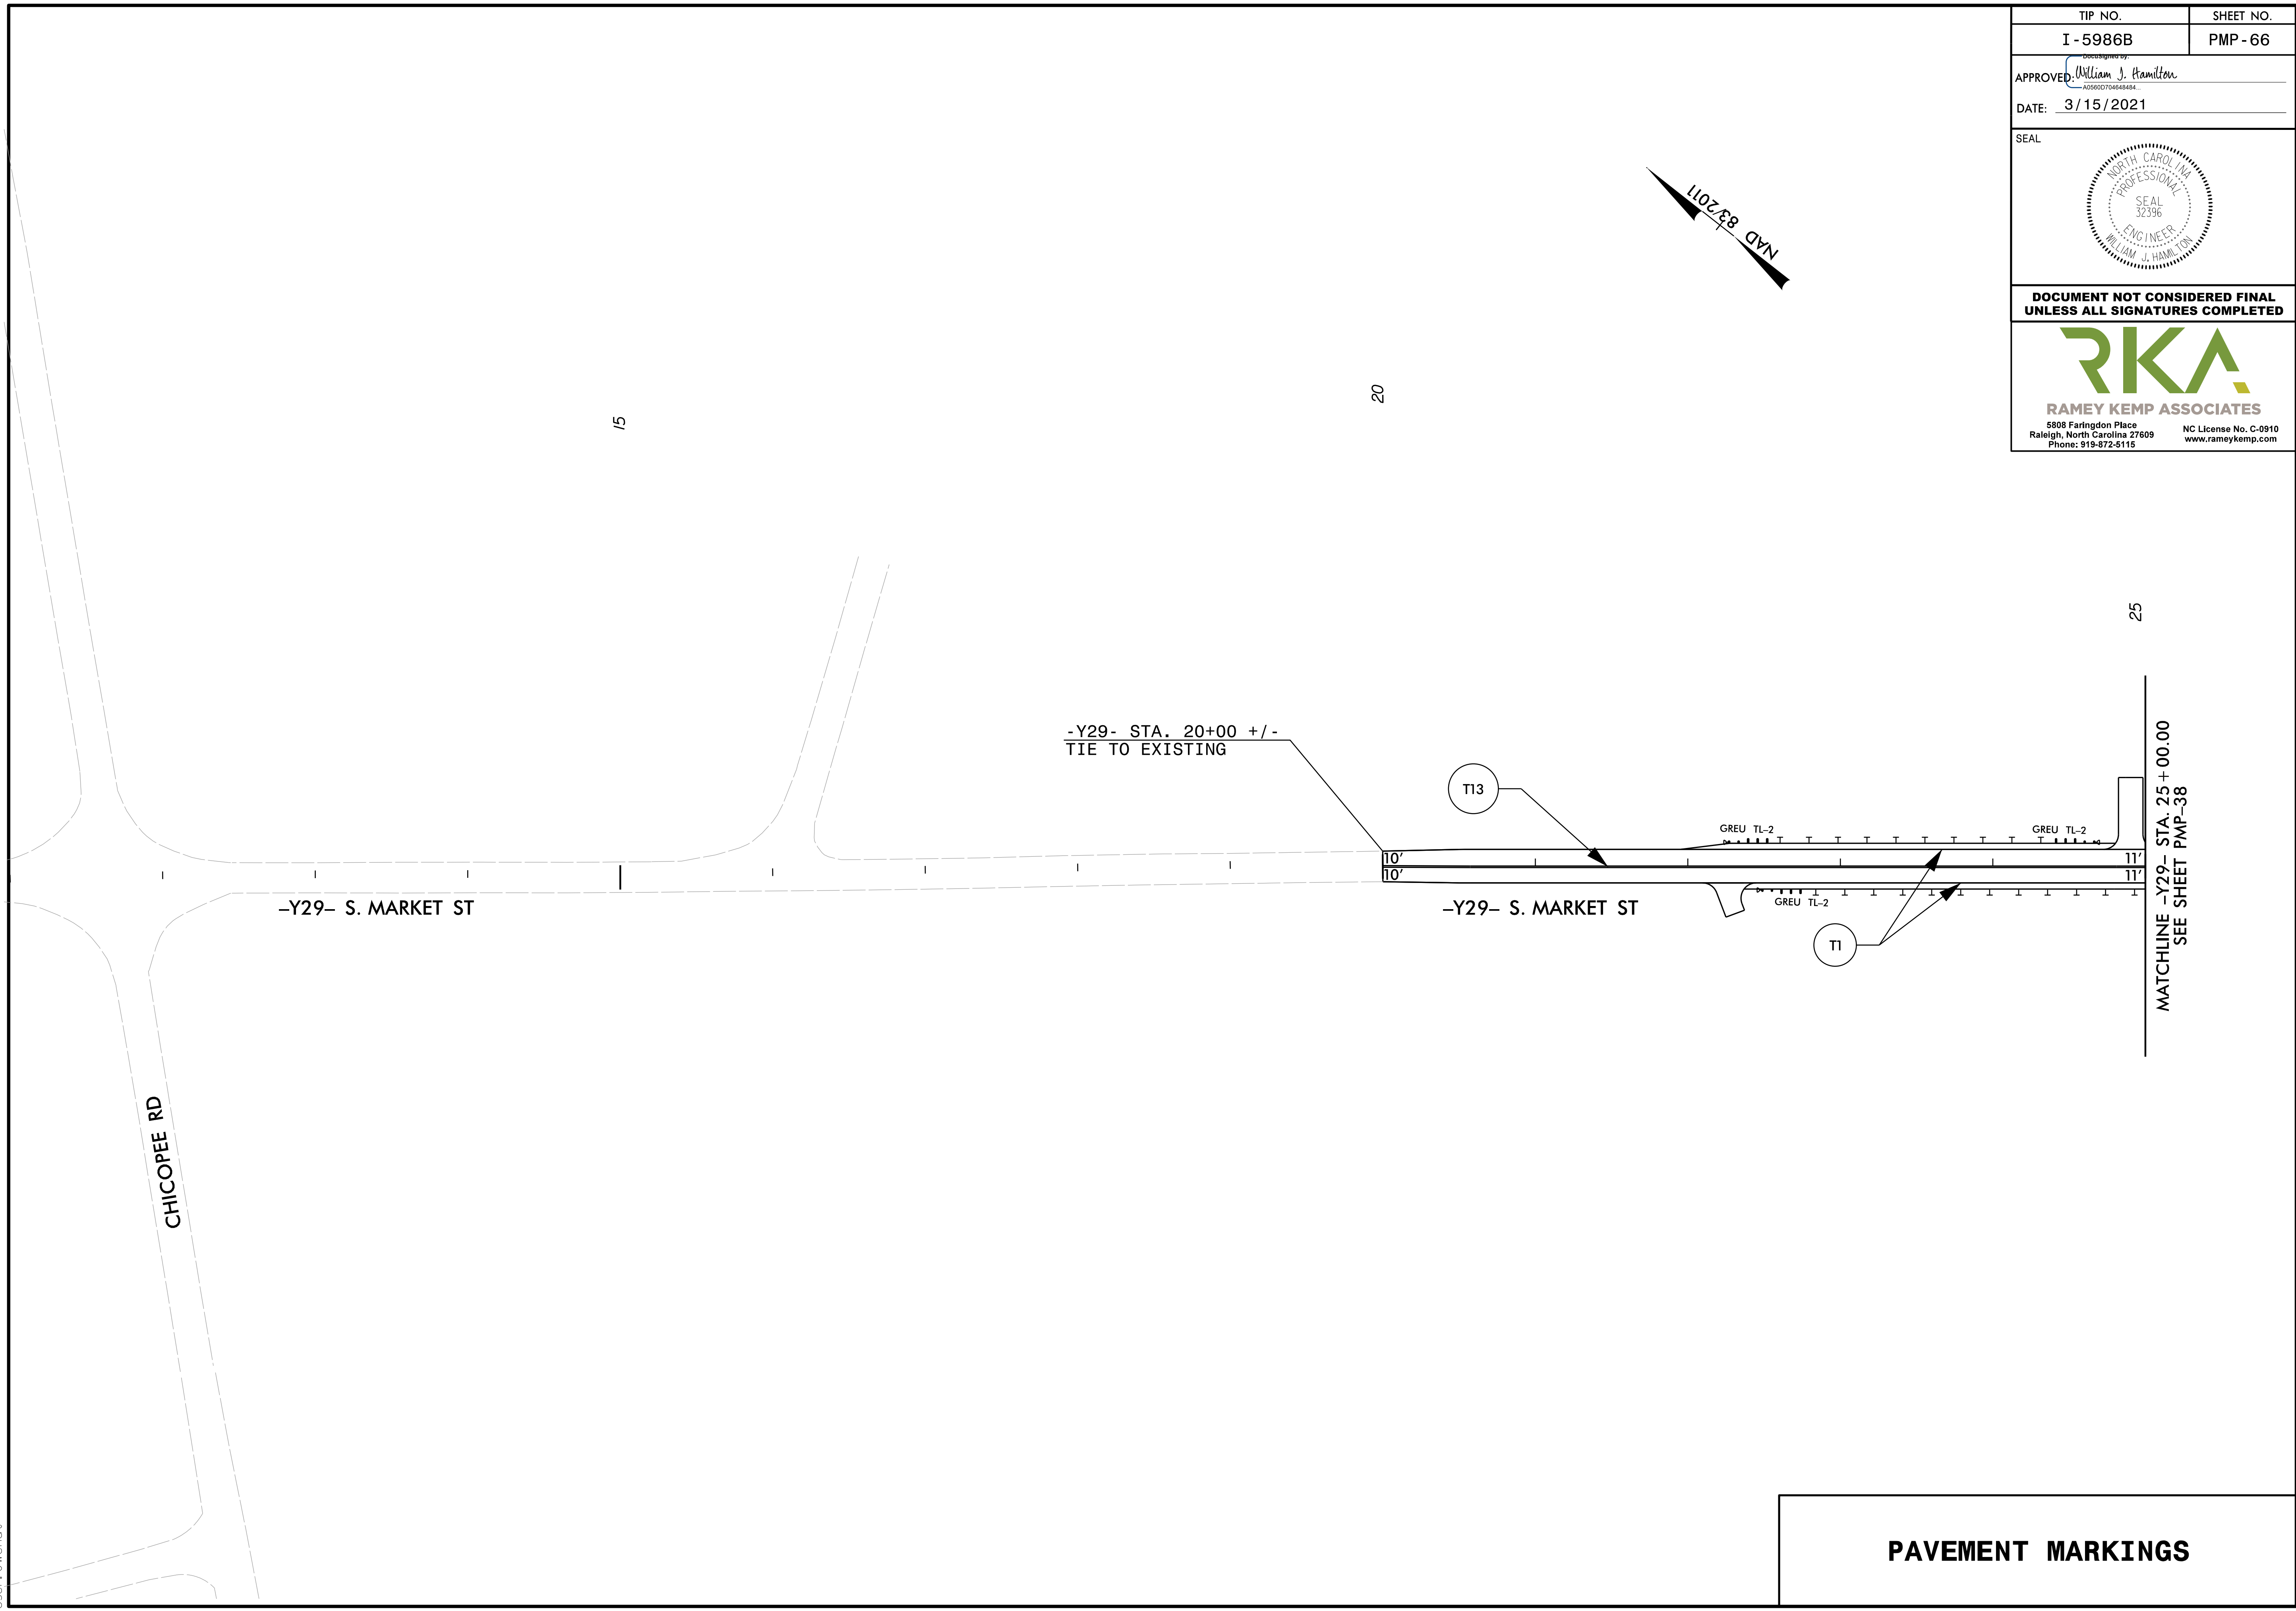 TIP NO.
SHEET NO.
I-5986B
PMP-66
DocuSigned by:
APPROVED: William J. Hamilton
A0560D704648484...
DATE: 3/15/2021
SEAL
NORTH CAROLINA
PROFESSIONAL
SEAL
32396
ENGINEER
WILLIAM J. HAMILTON
DOCUMENT NOT CONSIDERED FINAL
UNLESS ALL SIGNATURES COMPLETED
RKA
RAMEY KEMP ASSOCIATES
5808 Faringdon Place
Raleigh, North Carolina 27609
Phone: 919-872-5115
NC License No. C-0910
www.rameykemp.com
NAD 83/2011
15
20
25
-Y29- STA. 20+00 +/-
TIE TO EXISTING
T13
GREU TL-2
GREU TL-2
10'
10'
11'
11'
GREU TL-2
-Y29- S. MARKET ST
-Y29- S. MARKET ST
T1
MATCHLINE -Y29- STA. 25+00.00
SEE SHEET PMP-38
CHICOPEE RD
PAVEMENT MARKINGS